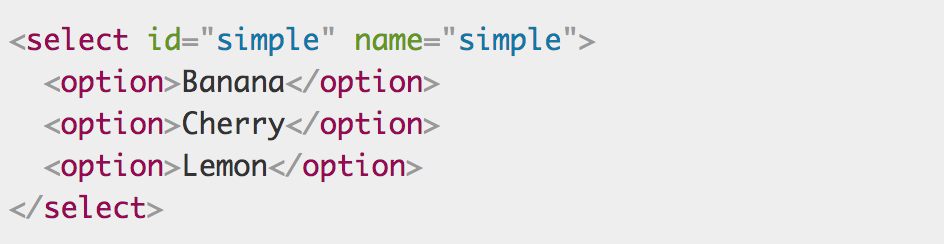 <select id="simple" name="simple">
  <option>Banana</option>
  <option>Cherry</option>
  <option>Lemon</option>
</select>